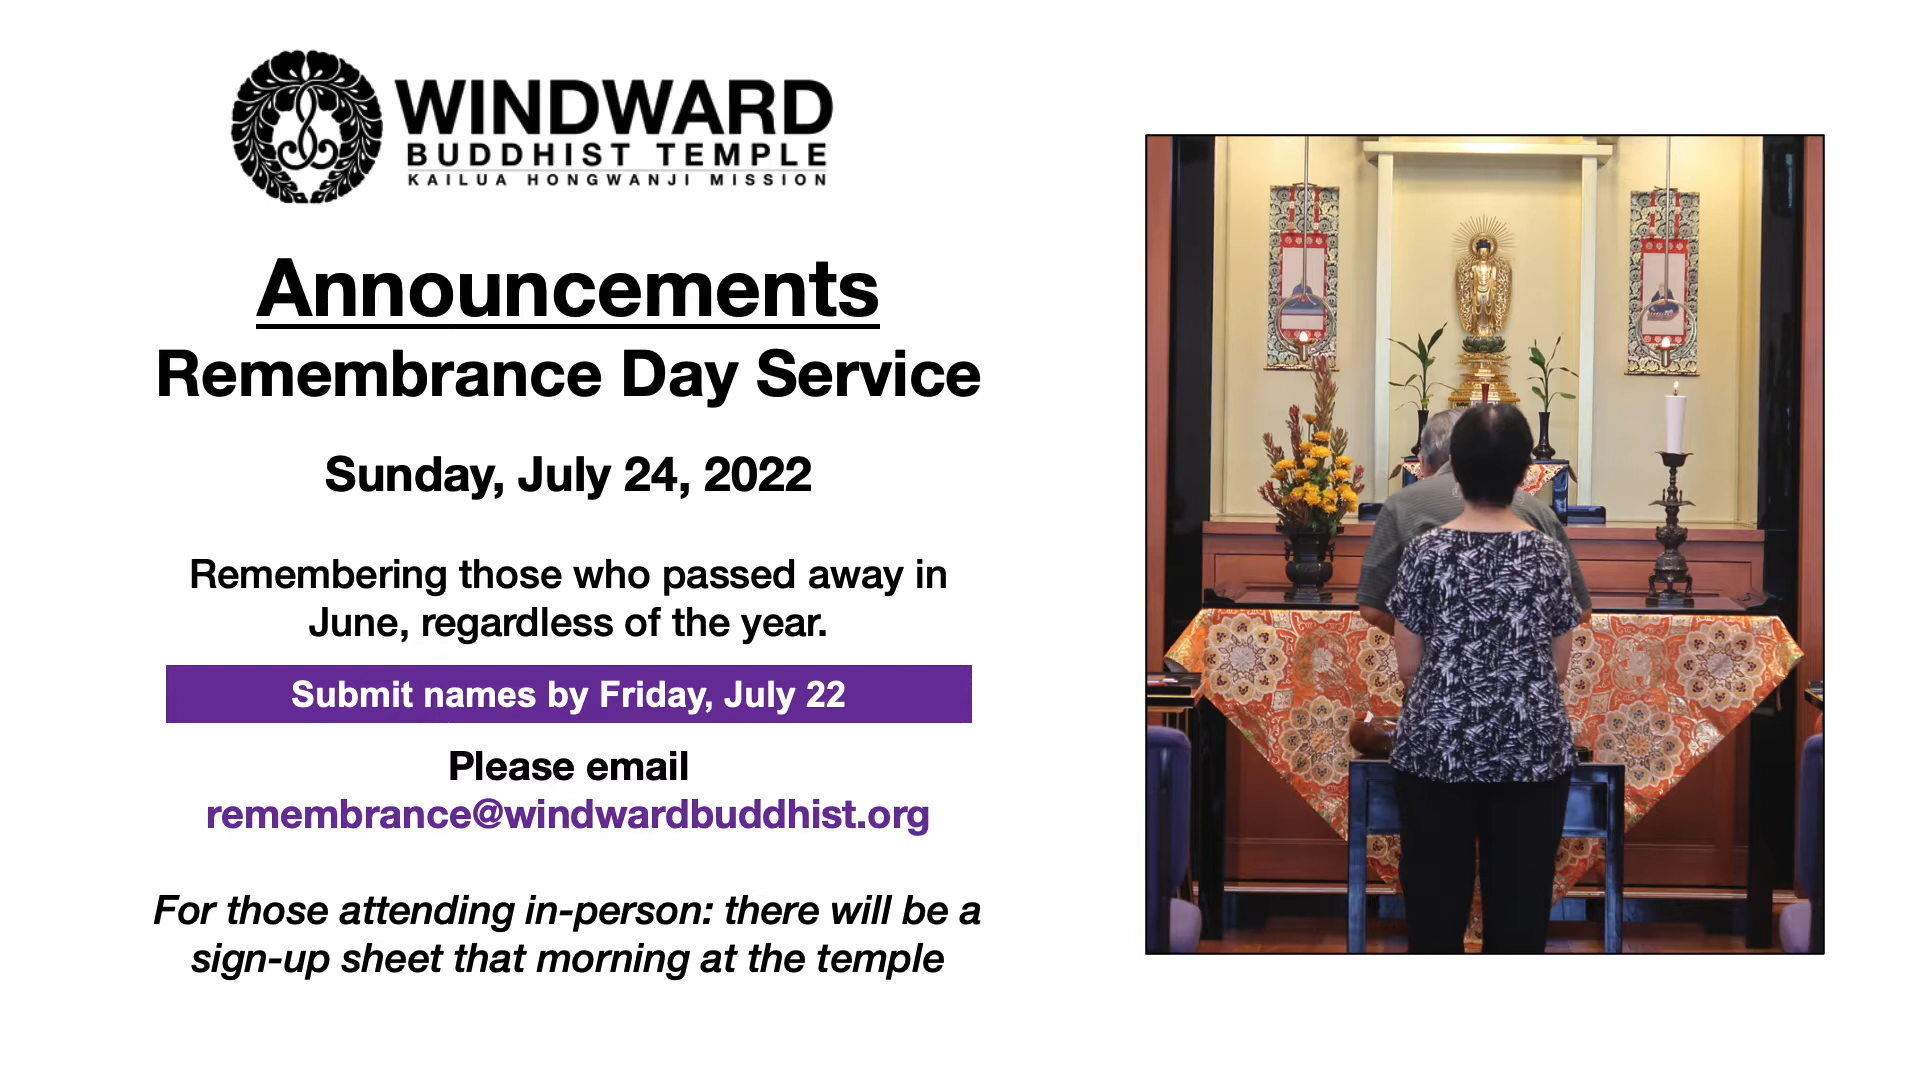 WINDWARD
BUDDHIST TEMPLE
KAILUA HONGWANJI MISSION
Announcements
Remembrance Day Service
Sunday, July 24, 2022
Remembering those who passed away in
June, regardless of the year.
Submit names by Friday, July 22
Please email
remembrance@windwardbuddhist.org
For those attending in-person: there will be a
sign-up sheet that morning at the temple